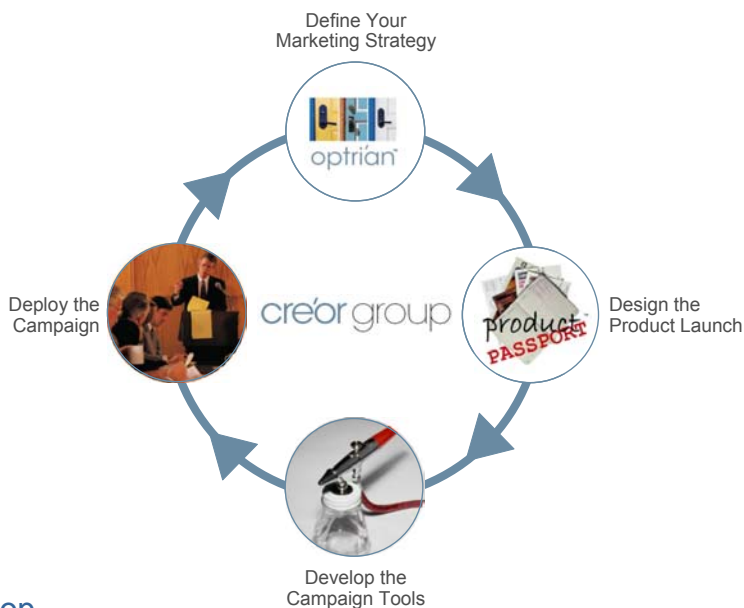 Define Your
Marketing Strategy
optrian™
Deploy the
Campaign
cre'or group
product
PASSPORT
Design the
Product Launch
Develop the
Campaign Tools